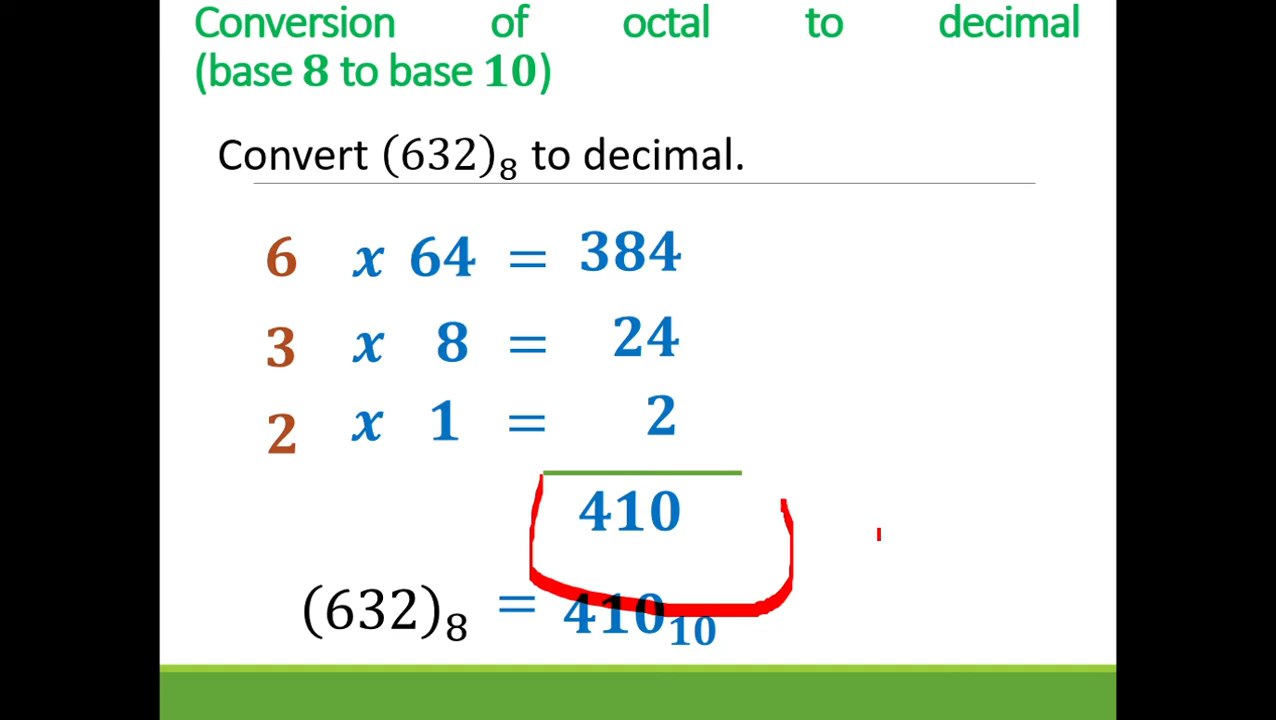 Conversion of octal to decimal
(base 8 to base 10)
Convert (632)₈ to decimal.
6 x 64 = 384
3 x 8 = 24
2 x 1 = 2
410
(632)₈ = 410₁₀